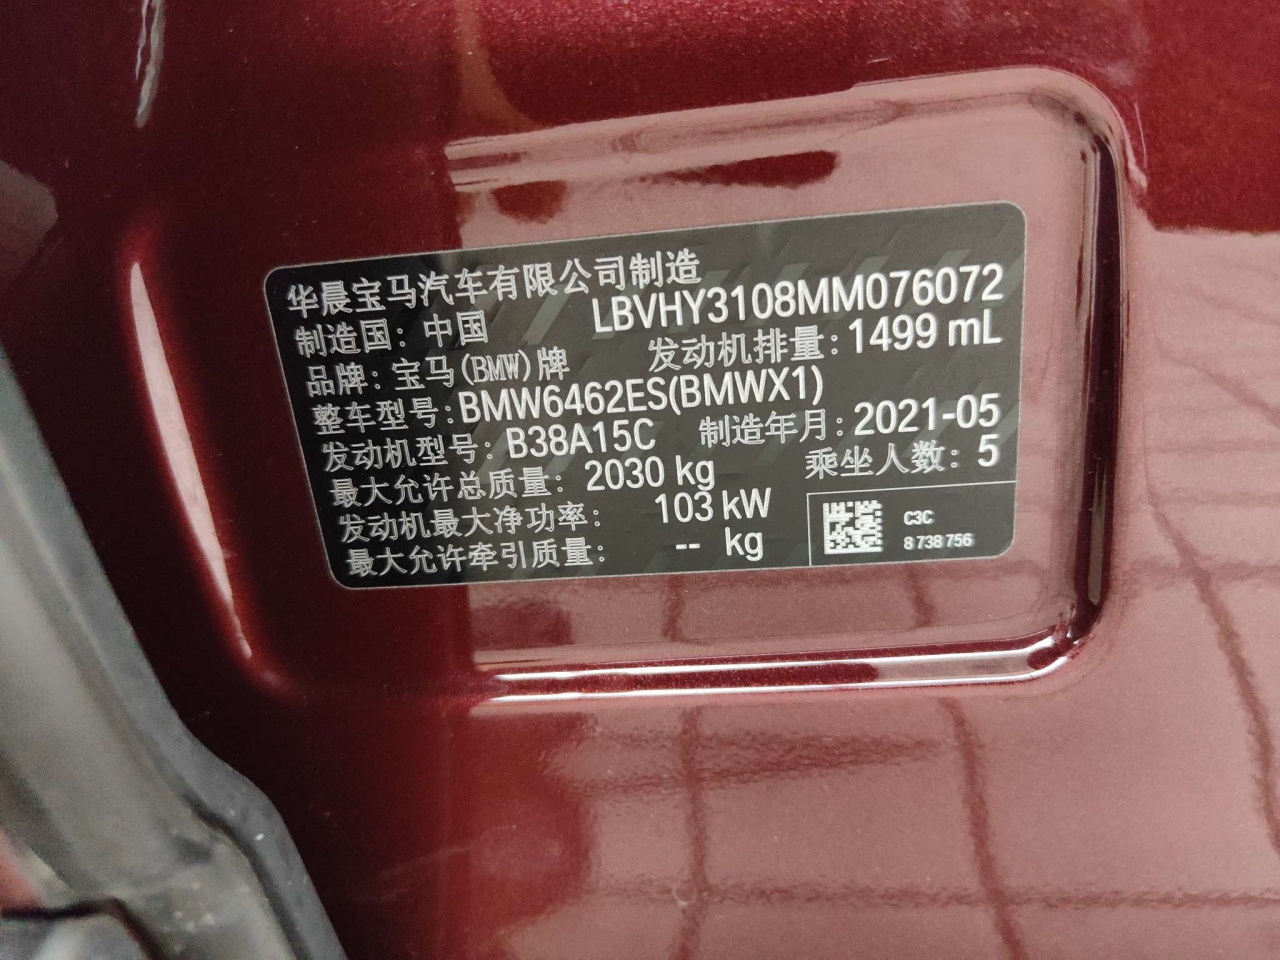 华晨宝马汽车有限公司制造
制造国：中国 LBVHY3108MM076072
品牌：宝马(BMW)牌 发动机排量：1499 mL
整车型号：BMW6462ES(BMWX1)
发动机型号：B38A15C 制造年月：2021-05
最大允许总质量：2030 kg 乘坐人数：5
发动机最大净功率：103 kW
最大允许牵引质量：-- kg
C3C
8 738 756